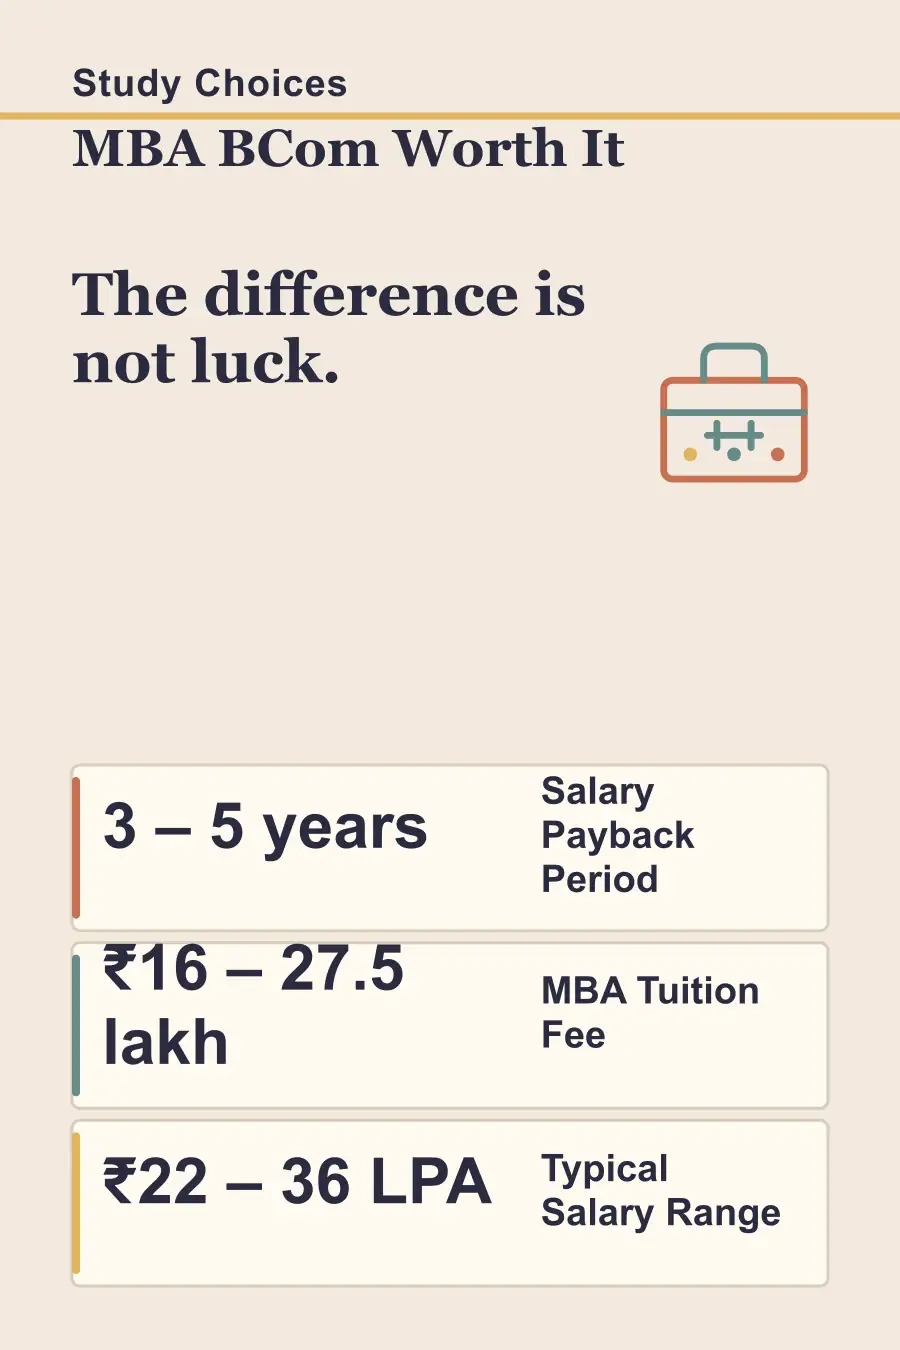 Study Choices
MBA BCom Worth It
The difference is
not luck.
3 – 5 years
Salary
Payback
Period
₹16 – 27.5
lakh
MBA Tuition
Fee
₹22 – 36 LPA
Typical
Salary Range